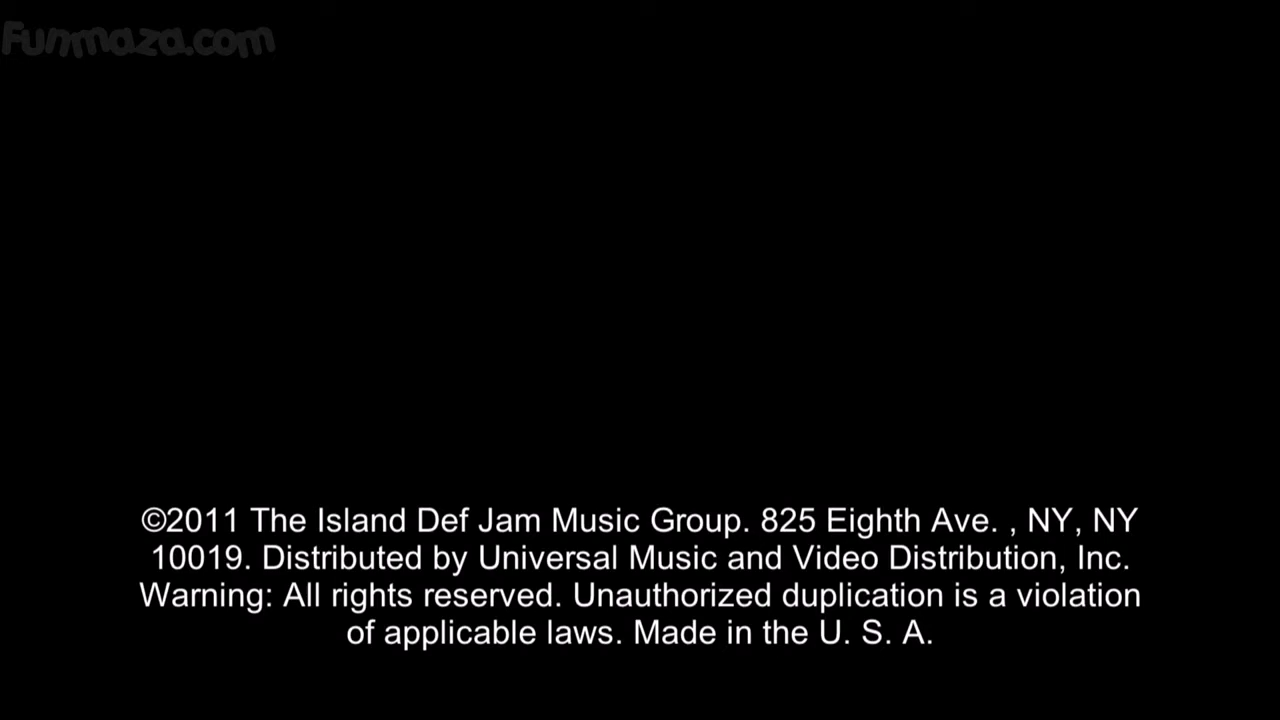 Funmaza.com
©2011 The Island Def Jam Music Group. 825 Eighth Ave. , NY, NY
10019. Distributed by Universal Music and Video Distribution, Inc.
Warning: All rights reserved. Unauthorized duplication is a violation
of applicable laws. Made in the U. S. A.